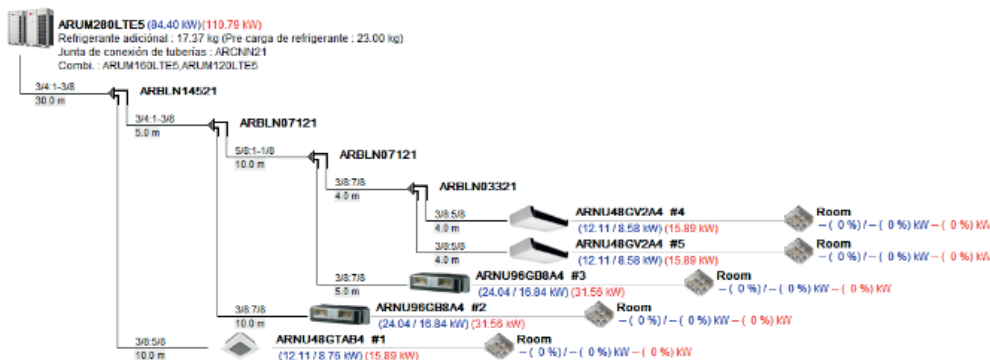 ARUM280LTE5 (84.40 kW)(110.79 kW)
Refrigerante adiciónal : 17.37 kg (Pre carga de refrigerante : 23.00 kg)
Junta de conexión de tuberías : ARCNN21
Combi. : ARUM160LTE5,ARUM120LTE5
3/4:1-3/8
30.0 m
ARBLN14521
3/4:1-3/8
5.0 m
ARBLN07121
5/8:1-1/8
10.0 m
ARBLN07121
3/8:7/8
4.0 m
ARBLN03321
3/8:5/8
4.0 m
ARNU48GV2A4 #4
(12.11 / 8.58 kW) (15.89 kW)
Room
-- ( 0 %) / -- ( 0 %) kW -- ( 0 %) kW
3/8:5/8
4.0 m
ARNU48GV2A4 #5
(12.11 / 8.58 kW) (15.89 kW)
Room
-- ( 0 %) / -- ( 0 %) kW -- ( 0 %) kW
3/8:7/8
5.0 m
ARNU96GB8A4 #3
(24.04 / 16.84 kW) (31.56 kW)
Room
-- ( 0 %) / -- ( 0 %) kW -- ( 0 %) kW
3/8:7/8
10.0 m
ARNU96GB8A4 #2
(24.04 / 16.84 kW) (31.56 kW)
Room
-- ( 0 %) / -- ( 0 %) kW -- ( 0 %) kW
3/8:5/8
10.0 m
ARNU48GTAB4 #1
(12.11 / 8.76 kW) (15.89 kW)
Room
-- ( 0 %) / -- ( 0 %) kW -- ( 0 %) kW